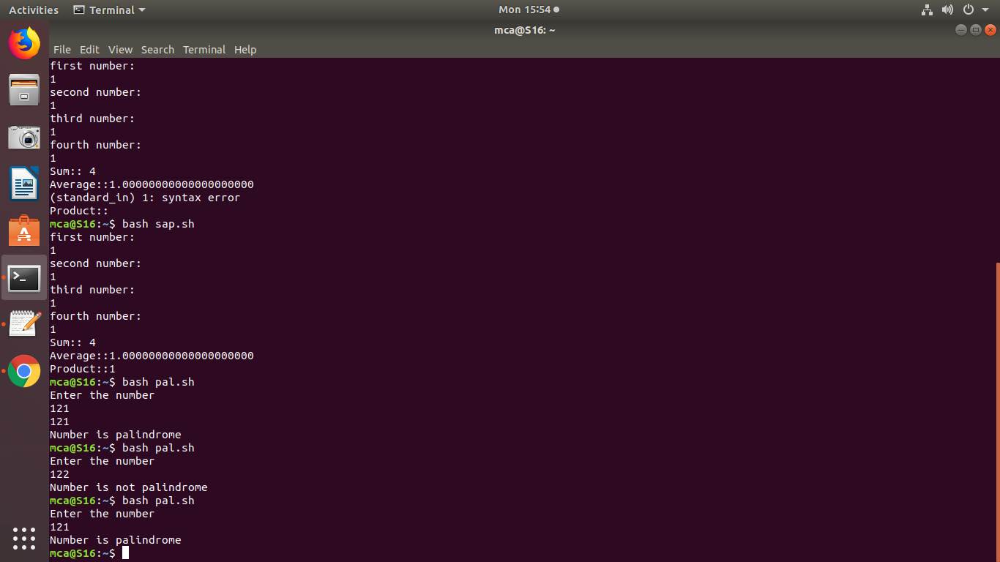 Activities Terminal Mon 15:54
mca@S16: ~
File Edit View Search Terminal Help
first number:
1
second number:
1
third number:
1
fourth number:
1
Sum:: 4
Average::1.00000000000000000000
(standard_in) 1: syntax error
Product::
mca@S16:~$ bash sap.sh
first number:
1
second number:
1
third number:
1
fourth number:
1
Sum:: 4
Average::1.00000000000000000000
Product::1
mca@S16:~$ bash pal.sh
Enter the number
121
121
Number is palindrome
mca@S16:~$ bash pal.sh
Enter the number
122
Number is not palindrome
mca@S16:~$ bash pal.sh
Enter the number
121
Number is palindrome
mca@S16:~$